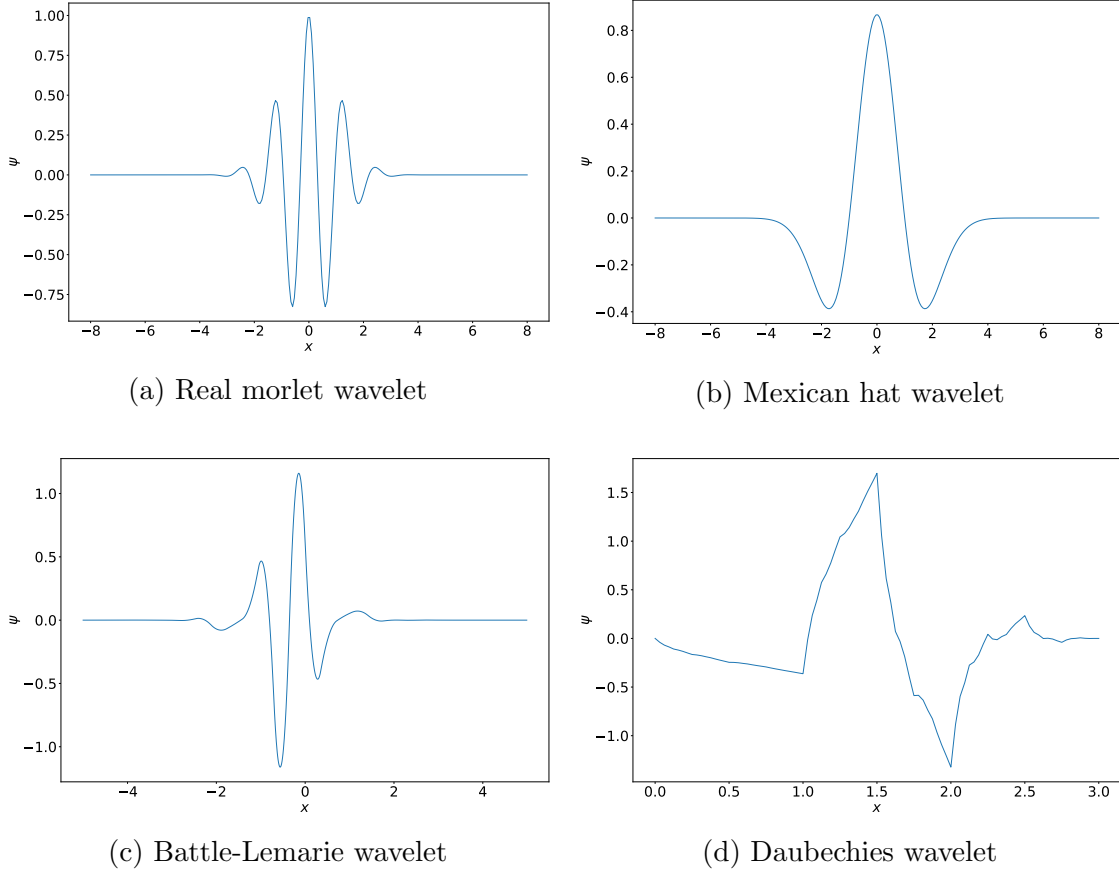 1.00
0.75
0.50
0.25
0.00
−0.25
−0.50
−0.75
ψ
−8 −6 −4 −2 0 2 4 6 8
x
(a) Real morlet wavelet
0.8
0.6
0.4
0.2
0.0
−0.2
−0.4
ψ
−8 −6 −4 −2 0 2 4 6 8
x
(b) Mexican hat wavelet
1.0
0.5
0.0
−0.5
−1.0
ψ
−4 −2 0 2 4
x
(c) Battle-Lemarie wavelet
1.5
1.0
0.5
0.0
−0.5
−1.0
ψ
0.0 0.5 1.0 1.5 2.0 2.5 3.0
x
(d) Daubechies wavelet